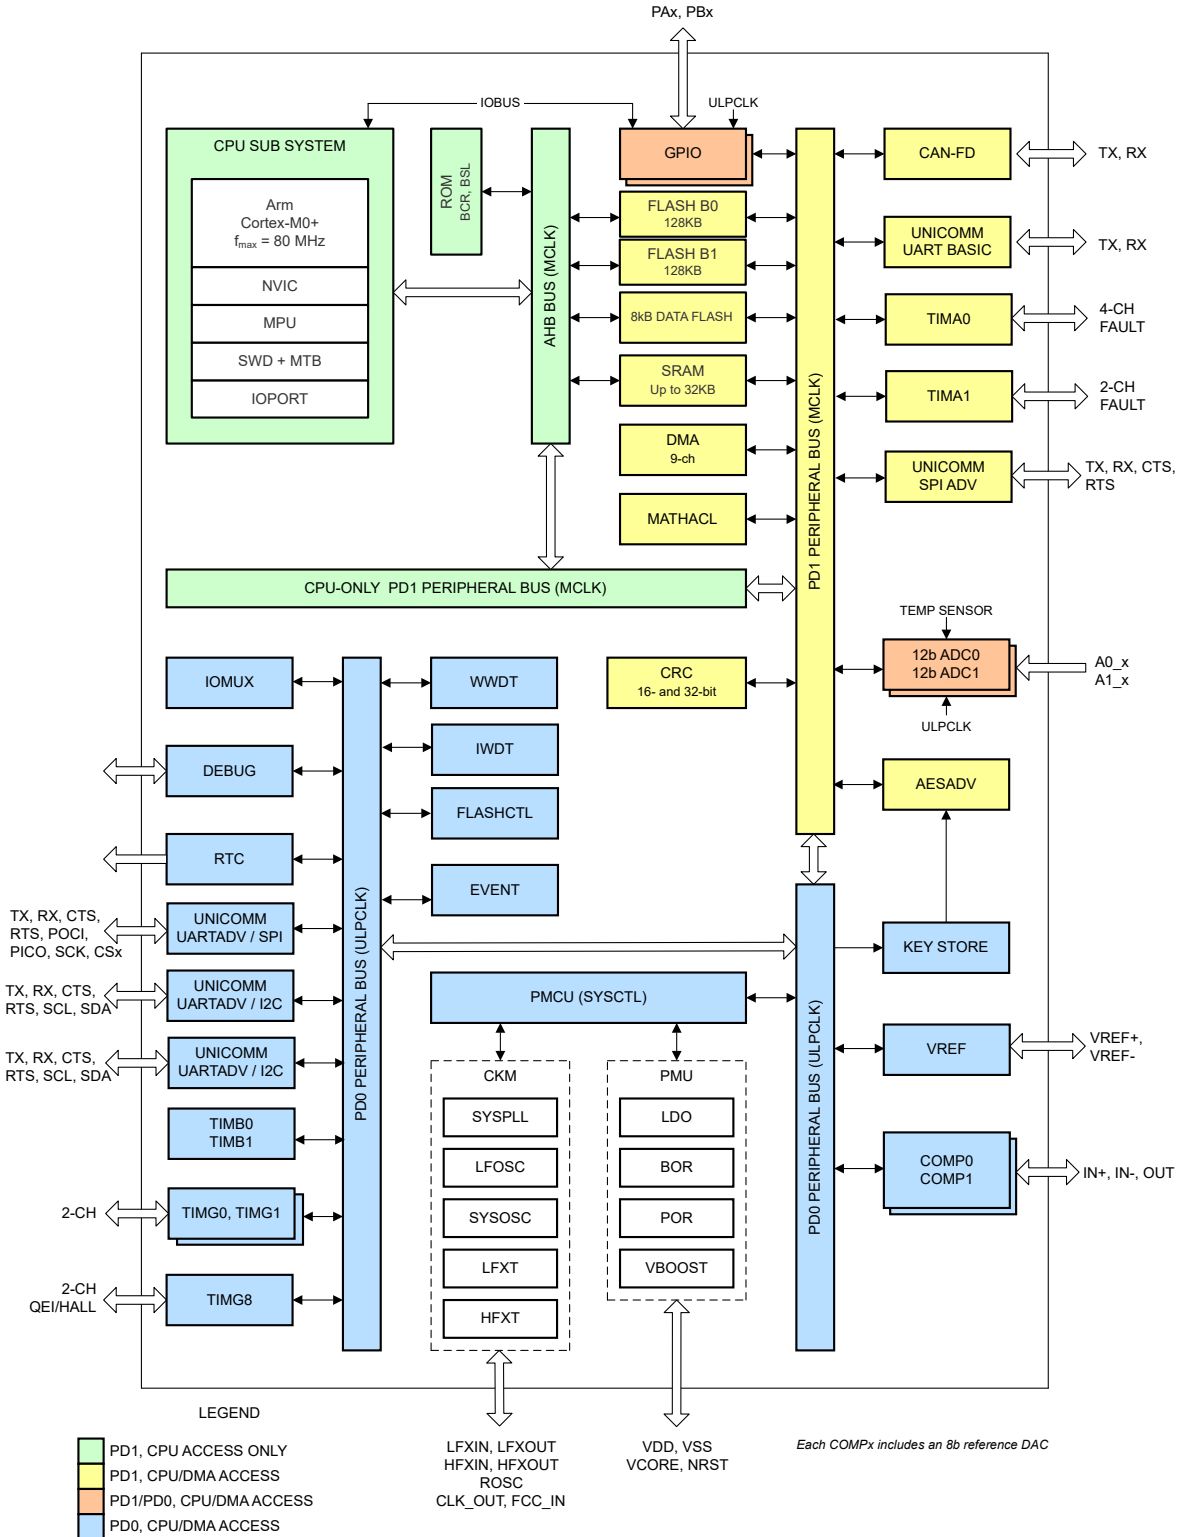 PAx, PBx
IOBUS
ULPCLK
CPU SUB SYSTEM
Arm
Cortex-M0+
fmax = 80 MHz
NVIC
MPU
SWD + MTB
IOPORT
ROM
BCR, BSL
AHB BUS (MCLK)
GPIO
FLASH B0
128KB
FLASH B1
128KB
8kB DATA FLASH
SRAM
Up to 32KB
DMA
9-ch
MATHACL
CPU-ONLY PD1 PERIPHERAL BUS (MCLK)
PD1 PERIPHERAL BUS (MCLK)
CAN-FD
TX, RX
UNICOMM
UART BASIC
TX, RX
TIMA0
4-CH
FAULT
TIMA1
2-CH
FAULT
UNICOMM
SPI ADV
TX, RX, CTS,
RTS
TEMP SENSOR
12b ADC0
12b ADC1
A0_x
A1_x
ULPCLK
CRC
16- and 32-bit
AESADV
IOMUX
DEBUG
RTC
TX, RX, CTS,
RTS, POCI,
PICO, SCK, CSx
UNICOMM
UARTADV / SPI
TX, RX, CTS,
RTS, SCL, SDA
UNICOMM
UARTADV / I2C
TX, RX, CTS,
RTS, SCL, SDA
UNICOMM
UARTADV / I2C
TIMB0
TIMB1
2-CH
TIMG0, TIMG1
2-CH
QEI/HALL
TIMG8
PD0 PERIPHERAL BUS (ULPCLK)
WWDT
IWDT
FLASHCTL
EVENT
PMCU (SYSCTL)
CKM
SYSPLL
LFOSC
SYSOSC
LFXT
HFXT
PMU
LDO
BOR
POR
VBOOST
PD0 PERIPHERAL BUS (ULPCLK)
KEY STORE
VREF
VREF+,
VREF-
COMP0
COMP1
IN+, IN-, OUT
LEGEND
PD1, CPU ACCESS ONLY
PD1, CPU/DMA ACCESS
PD1/PD0, CPU/DMA ACCESS
PD0, CPU/DMA ACCESS
LFXIN, LFXOUT
HFXIN, HFXOUT
ROSC
CLK_OUT, FCC_IN
VDD, VSS
VCORE, NRST
Each COMPx includes an 8b reference DAC